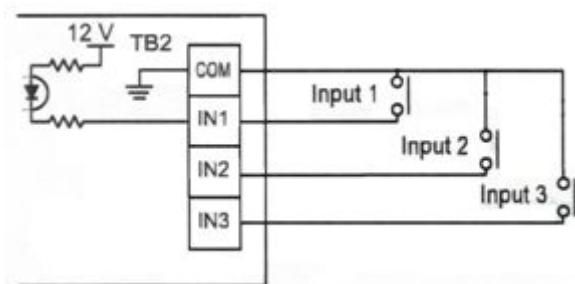 12 V
TB2
COM
Input 1
IN1
Input 2
IN2
Input 3
IN3